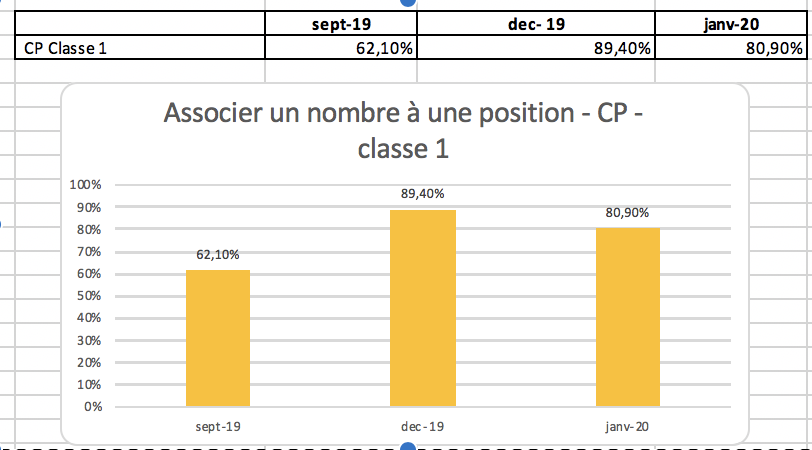 sept-19 dec- 19 janv-20
CP Classe 1 62,10% 89,40% 80,90%
Associer un nombre à une position - CP -
classe 1
100%
90%
80%
70%
60%
50%
40%
30%
20%
10%
0%
62,10%
89,40%
80,90%
sept-19 dec- 19 janv-20